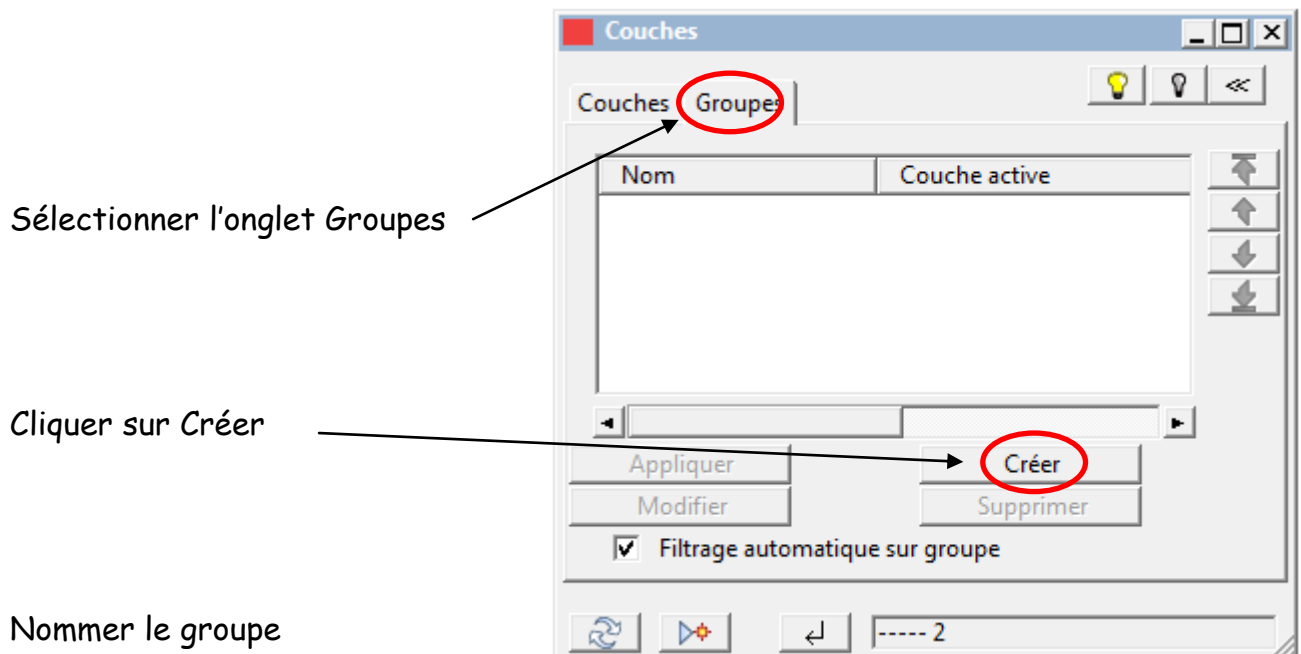 Couches
Couches Groupes
Nom Couche active
Sélectionner l'onglet Groupes
Cliquer sur Créer
Appliquer Créer
Modifier Supprimer
Filtrage automatique sur groupe
Nommer le groupe
----- 2